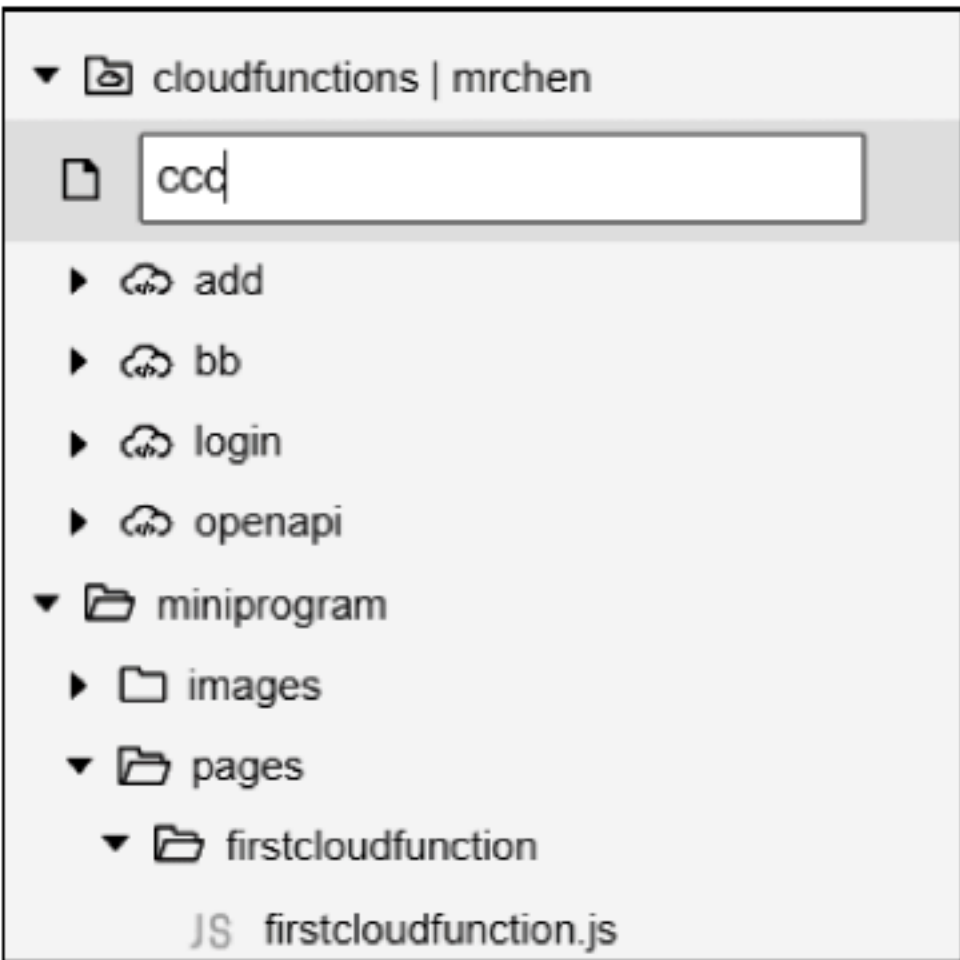 cloudfunctions | mrchen
ccc
add
bb
login
openapi
miniprogram
images
pages
firstcloudfunction
JS firstcloudfunction.js